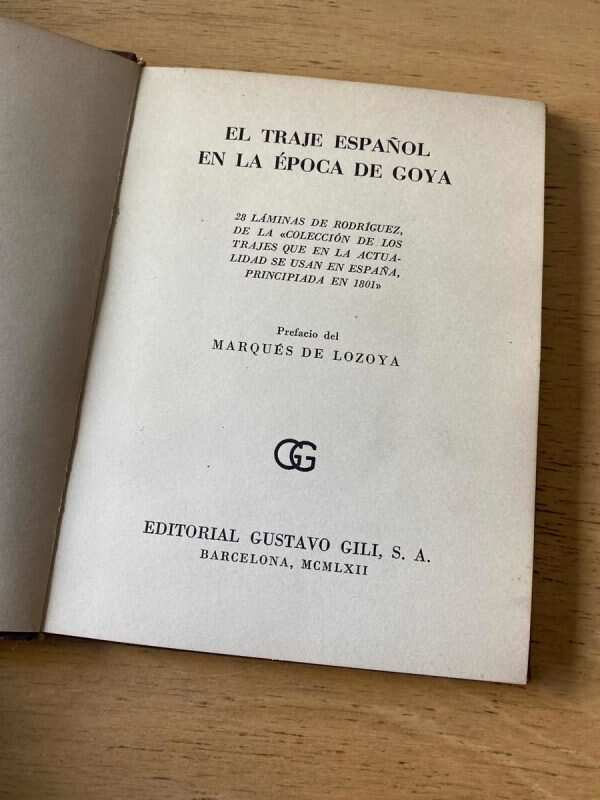 EL TRAJE ESPAÑOL
EN LA ÉPOCA DE GOYA
28 LÁMINAS DE RODRÍGUEZ,
DE LA «COLECCIÓN DE LOS
TRAJES QUE EN LA ACTUA-
LIDAD SE USAN EN ESPAÑA,
PRINCIPIADA EN 1801»
Prefacio del
MARQUÉS DE LOZOYA
GG
EDITORIAL GUSTAVO GILI, S. A.
BARCELONA, MCMLXII